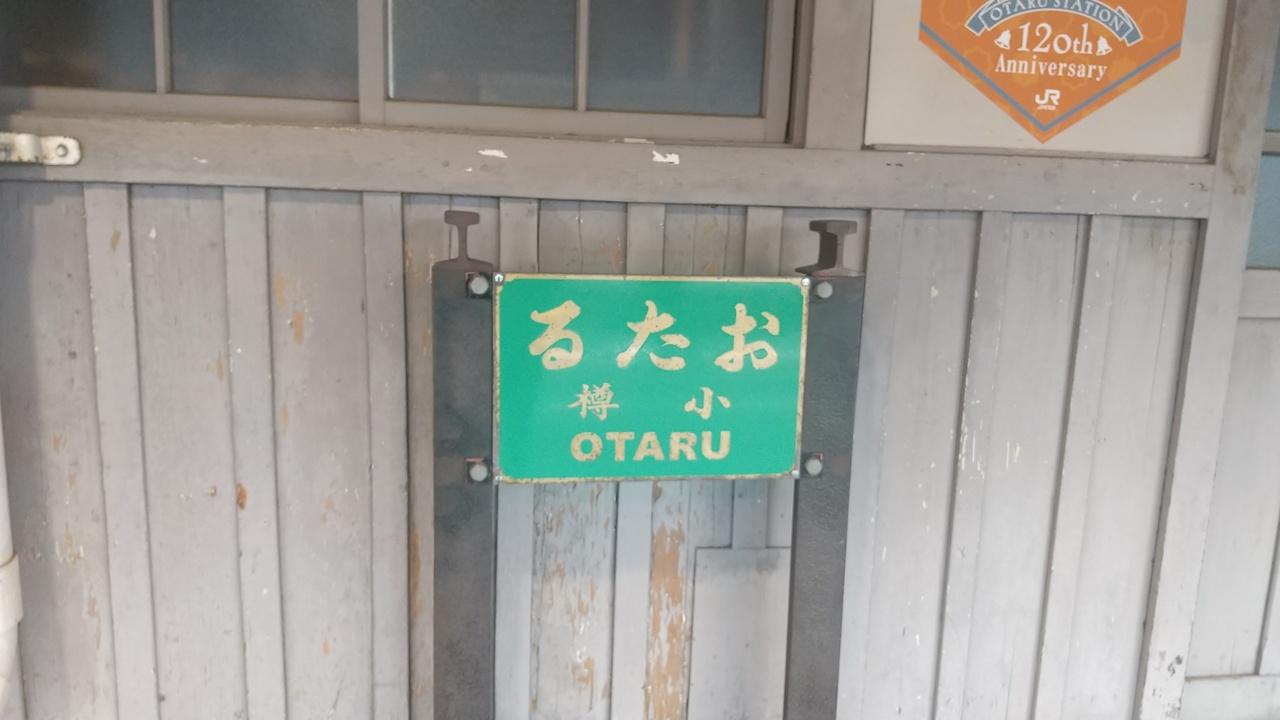 OTARU STATION
120th
Anniversary
JR
おたる
小樽
OTARU